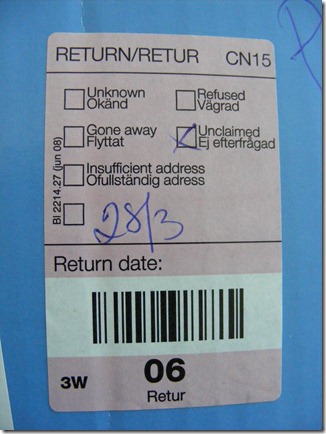 RETURN/RETUR CN15
Unknown
Okänd
Refused
Vägrad
Gone away
Flyttat
Unclaimed
Ej efterfrågad
Insufficient address
Ofullständig adress
Bl 2214.27 (jun 08)
28/3
Return date:
3W
06
Retur